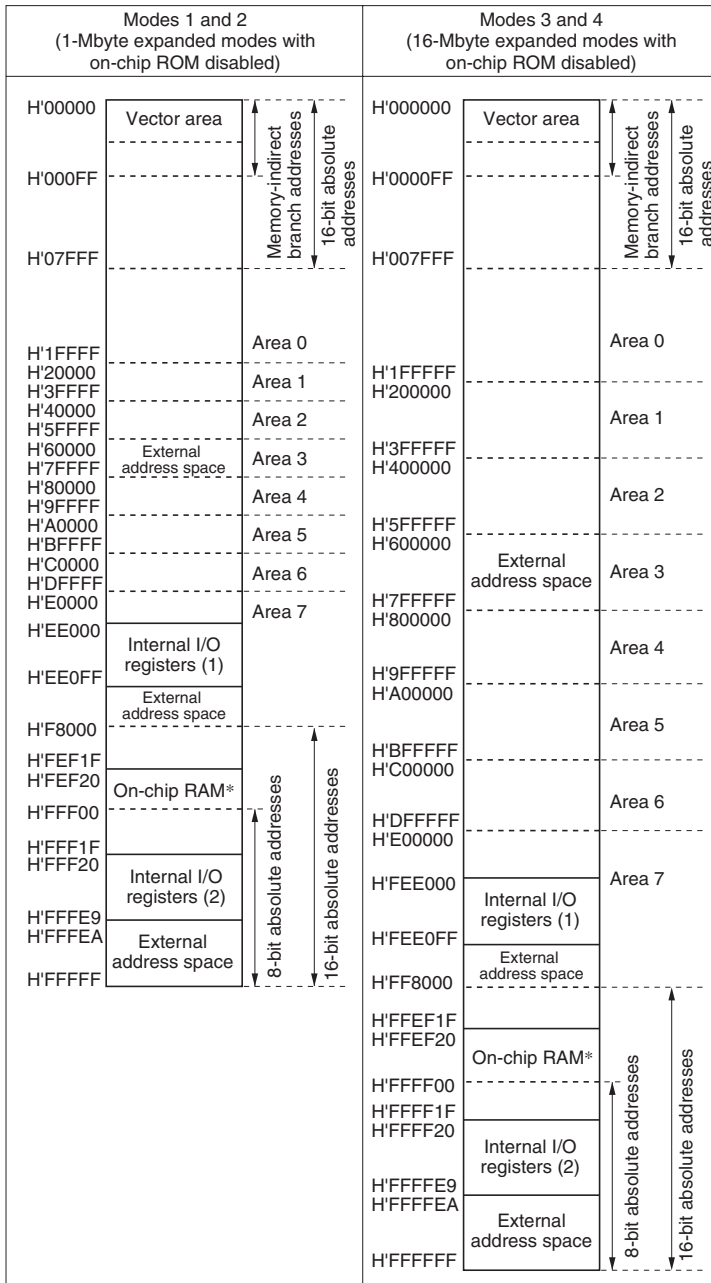 Modes 1 and 2
(1-Mbyte expanded modes with
on-chip ROM disabled)
H'00000
Vector area
H'000FF
H'07FFF
Memory-indirect
branch addresses
16-bit absolute
addresses
H'1FFFF
Area 0
H'20000
H'3FFFF
Area 1
H'40000
H'5FFFF
Area 2
H'60000
H'7FFFF
External
address space
Area 3
H'80000
H'9FFFF
Area 4
H'A0000
H'BFFFF
Area 5
H'C0000
H'DFFFF
Area 6
H'E0000
Area 7
H'EE000
Internal I/O
registers (1)
H'EE0FF
External
address space
H'F8000
H'FEF1F
H'FEF20
On-chip RAM*
H'FFF00
H'FFF1F
H'FFF20
Internal I/O
registers (2)
H'FFFE9
H'FFFEA
External
address space
H'FFFFF
8-bit absolute addresses
16-bit absolute addresses
Modes 3 and 4
(16-Mbyte expanded modes with
on-chip ROM disabled)
H'000000
Vector area
H'0000FF
H'007FFF
Memory-indirect
branch addresses
16-bit absolute
addresses
Area 0
H'1FFFFF
H'200000
Area 1
H'3FFFFF
H'400000
Area 2
H'5FFFFF
H'600000
External
address space
Area 3
H'7FFFFF
H'800000
Area 4
H'9FFFFF
H'A00000
Area 5
H'BFFFFF
H'C00000
Area 6
H'DFFFFF
H'E00000
Area 7
H'FEE000
Internal I/O
registers (1)
H'FEE0FF
External
address space
H'FF8000
H'FFEF1F
H'FFEF20
On-chip RAM*
H'FFFF00
H'FFFF1F
H'FFFF20
Internal I/O
registers (2)
H'FFFFE9
H'FFFFEA
External
address space
H'FFFFFF
8-bit absolute addresses
16-bit absolute addresses